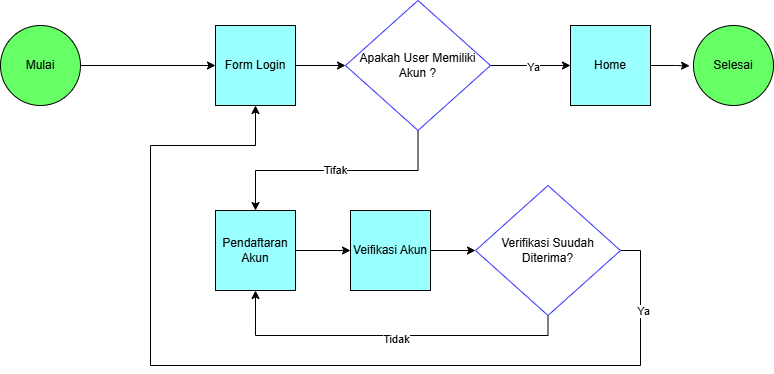 Mulai
Form Login
Apakah User Memiliki
Akun ?
Ya
Home
Selesai
Tifak
Pendaftaran
Akun
Veifikasi Akun
Verifikasi Suudah
Diterima?
Ya
Tidak